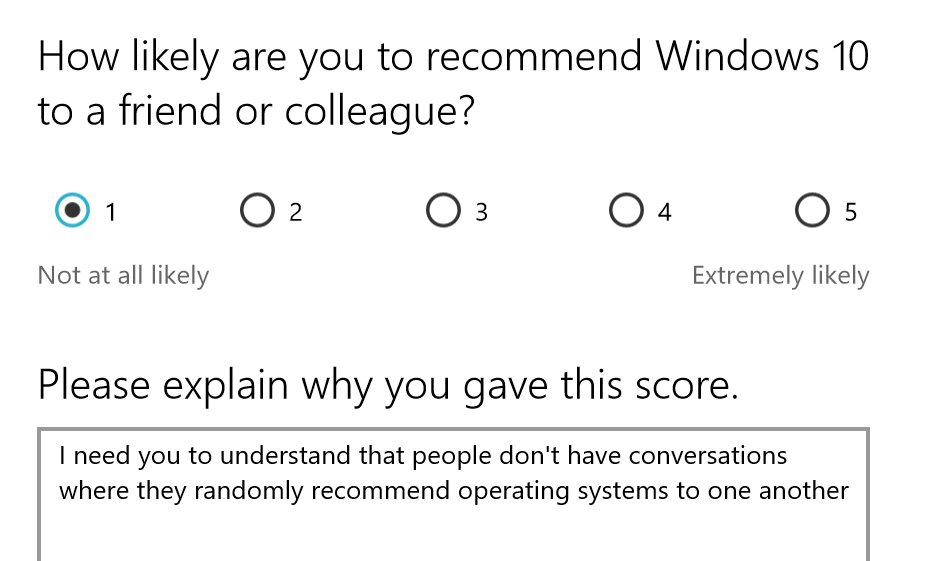 How likely are you to recommend Windows 10
to a friend or colleague?
1 2 3 4 5
Not at all likely Extremely likely
Please explain why you gave this score.
I need you to understand that people don't have conversations
where they randomly recommend operating systems to one another